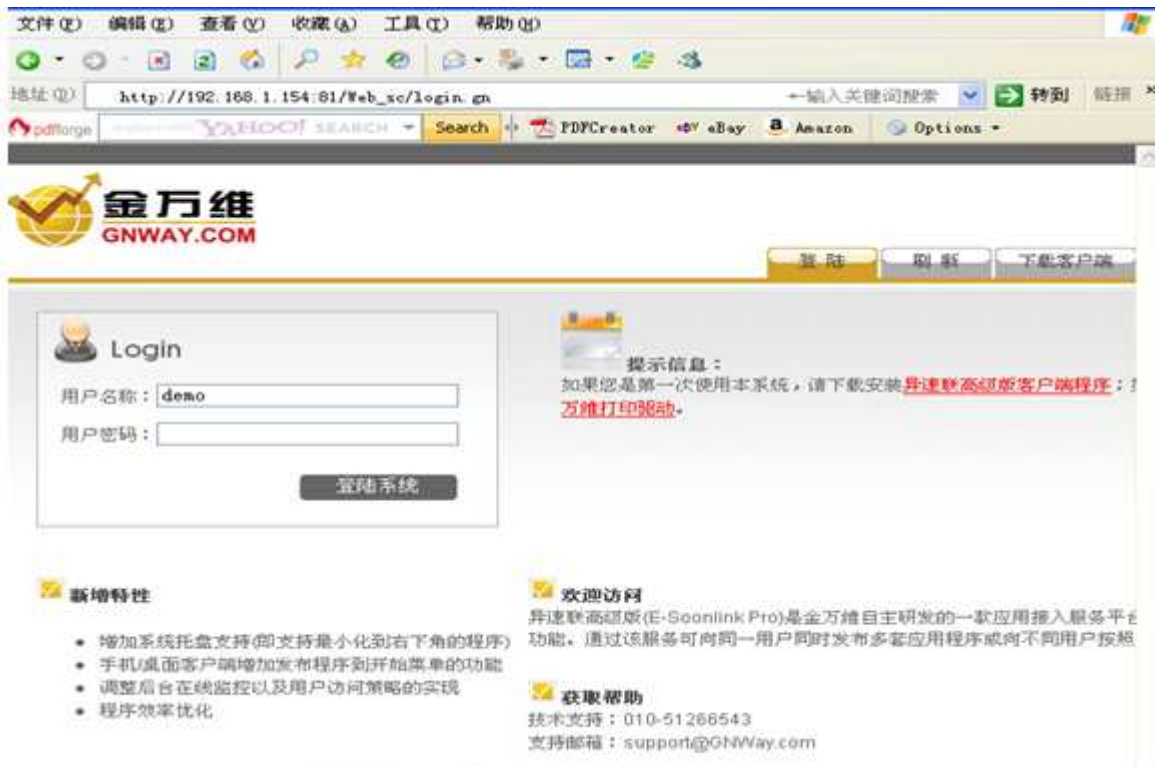 文件(F) 编辑(E) 查看(V) 收藏(A) 工具(T) 帮助(H)
地址(D) http://192.168.1.154:81/Web_sc/login.gn ←输入关键词搜索 转到 链接 »
pdfforge YAHOO! SEARCH Search PDFCreator eBay Amazon Options
金万维
GNWAY.COM
登陆 刷新 下载客户端
Login
用户名称：demo
用户密码：
登陆系统
提示信息：
如果您是第一次使用本系统，请下载安装异速联高级版客户端程序；
万维打印驱动。
新增特性
• 增加系统托盘支持(即支持最小化到右下角的程序)
• 手机/桌面客户端增加发布程序到开始菜单的功能
• 调整后台在线监控以及用户访问策略的实现
• 程序效率优化
欢迎访问
异速联高级版(E-Soonlink Pro)是金万维自主研发的一款应用接入服务平台
功能。通过该服务可向同一用户同时发布多套应用程序或向不同用户按照
获取帮助
技术支持：010-51266543
支持邮箱：support@GNWay.com